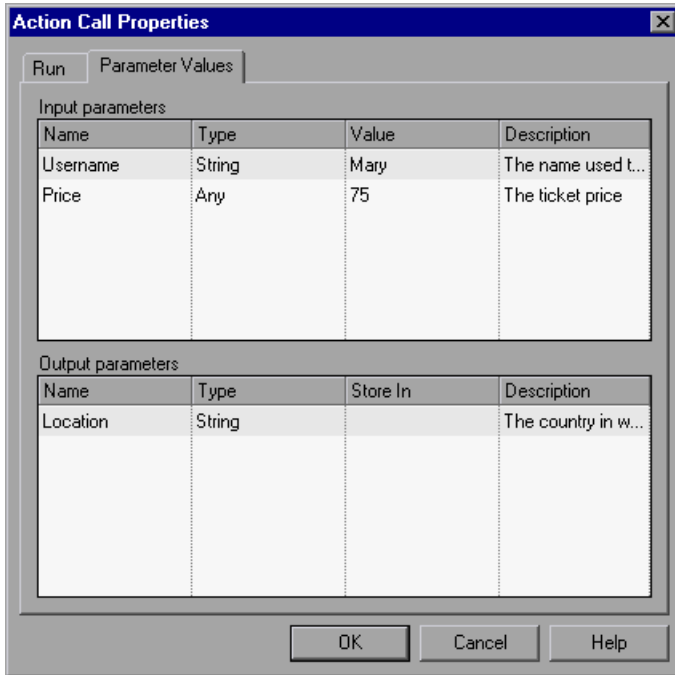 Action Call Properties
Run Parameter Values
Input parameters
Name Type Value Description
Username String Mary The name used t...
Price Any 75 The ticket price
Output parameters
Name Type Store In Description
Location String The country in w...
OK Cancel Help